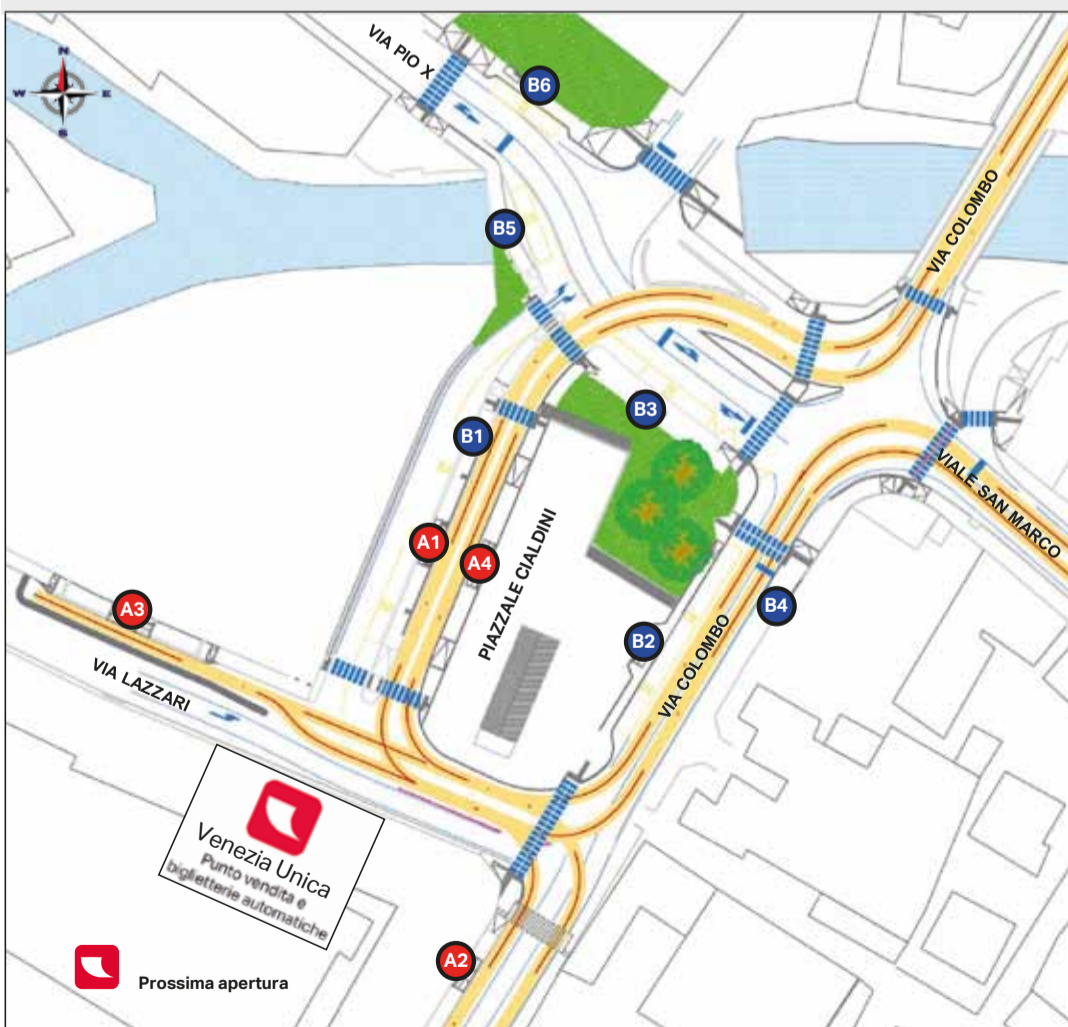 VIA PIO X
N
W
E
S
B6
B5
VIA COLOMBO
B3
B1
VIALE SAN MARCO
A1
A4
PIAZZALE CIALDINI
A3
B4
B2
VIA COLOMBO
VIA LAZZARI
Venezia Unica
Punto vendita e
biglietterie automatiche
A2
Prossima apertura